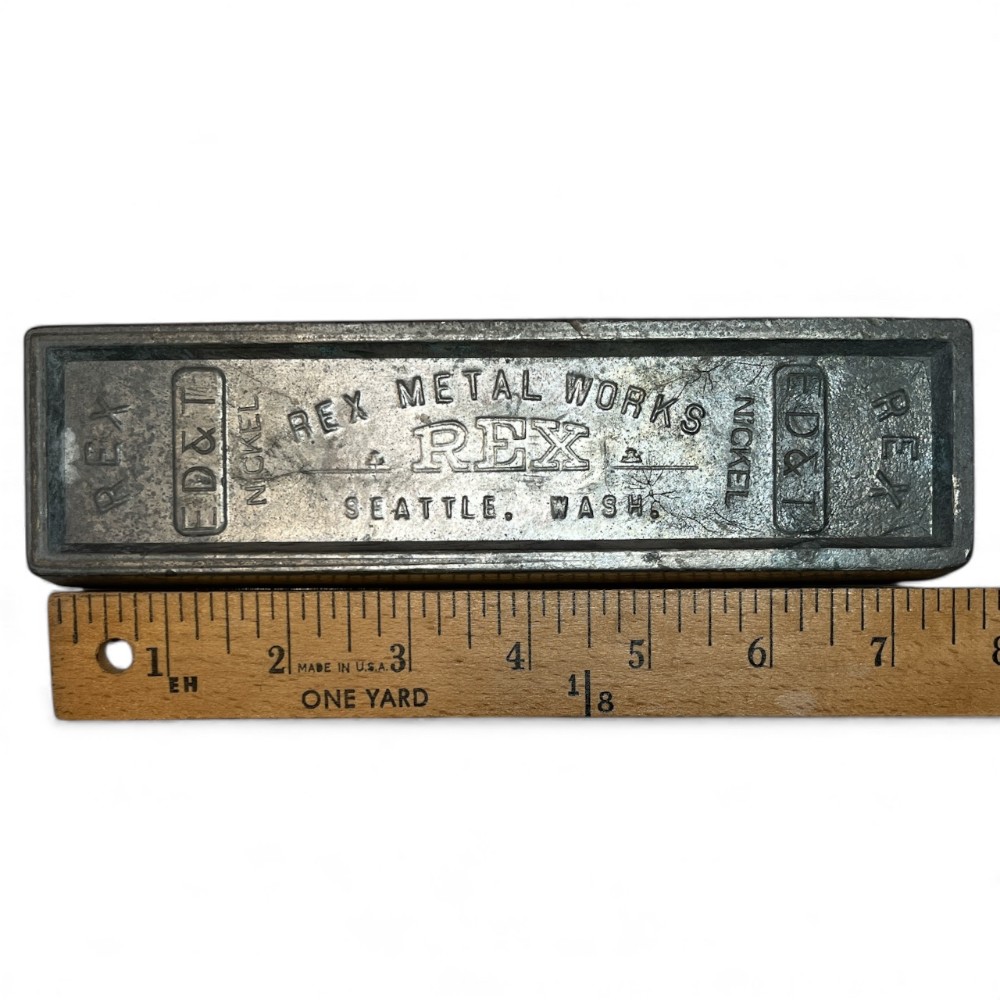 REX METAL WORKS
REX
SEATTLE, WASH.
REX
ED&T
NICKEL
NICKEL
ED&T
REX
1 2 3 4 5 6 7 8
EH
MADE IN U.S.A.
ONE YARD
1/8